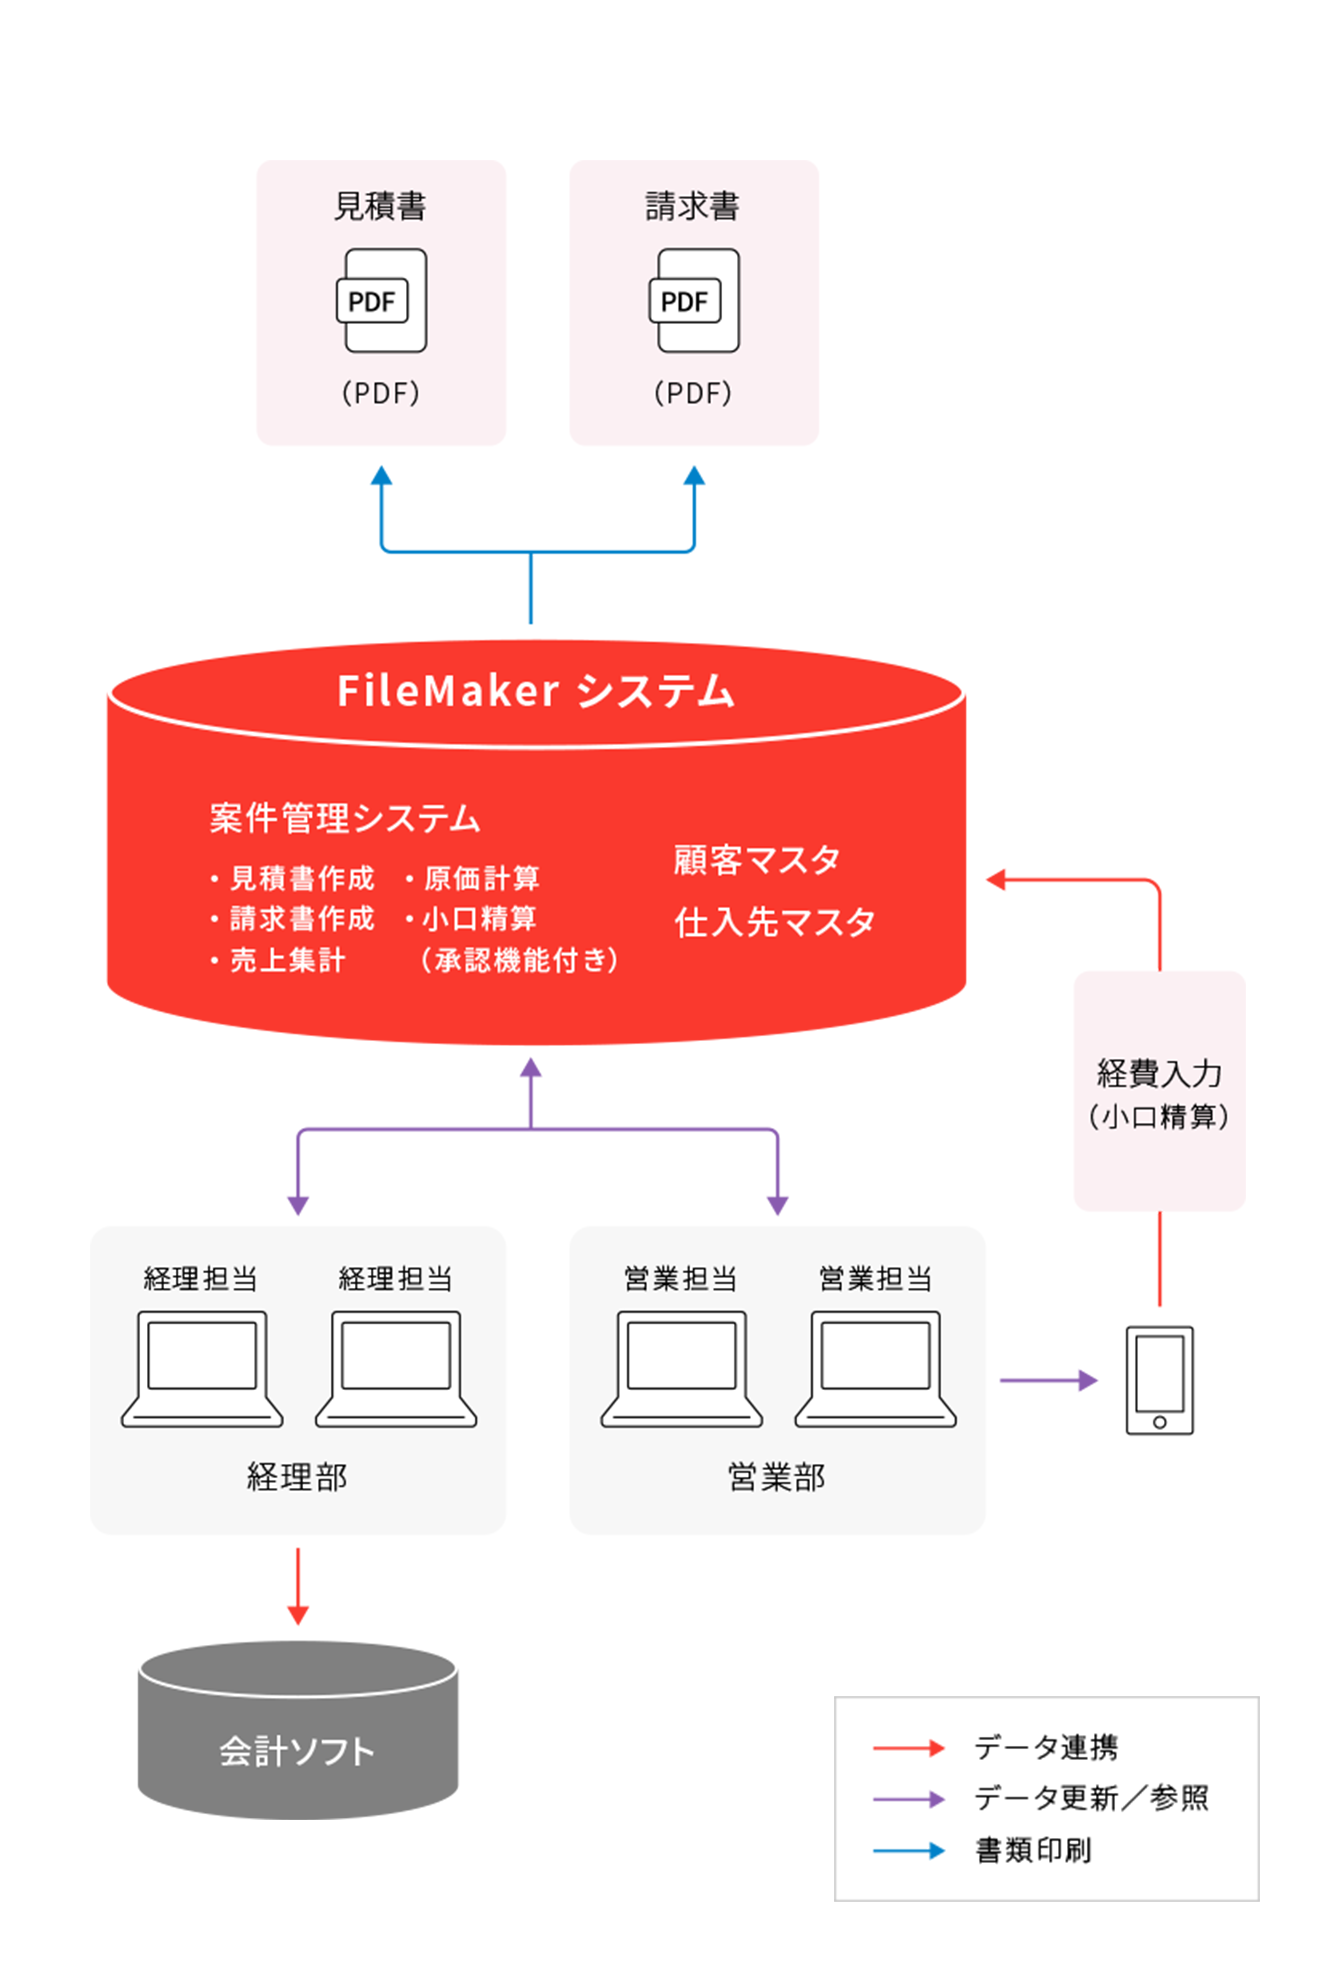 見積書
PDF
（PDF）
請求書
PDF
（PDF）
FileMaker システム
案件管理システム
・見積書作成
・請求書作成
・売上集計
・原価計算
・小口精算
（承認機能付き）
顧客マスタ
仕入先マスタ
経費入力
（小口精算）
経理担当
経理担当
経理部
営業担当
営業担当
営業部
会計ソフト
データ連携
データ更新／参照
書類印刷